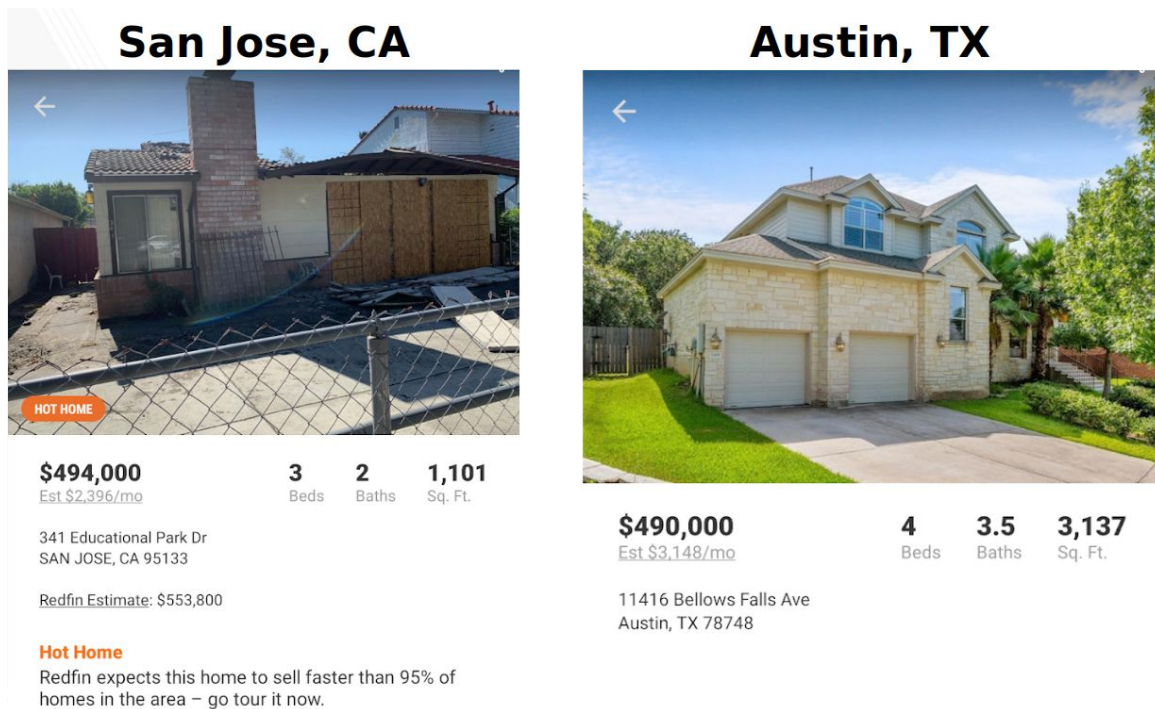 San Jose, CA
HOT HOME
$494,000
Est $2,396/mo
3
Beds
2
Baths
1,101
Sq. Ft.
341 Educational Park Dr
SAN JOSE, CA 95133
Redfin Estimate: $553,800
Hot Home
Redfin expects this home to sell faster than 95% of
homes in the area – go tour it now.
Austin, TX
$490,000
Est $3,148/mo
4
Beds
3.5
Baths
3,137
Sq. Ft.
11416 Bellows Falls Ave
Austin, TX 78748